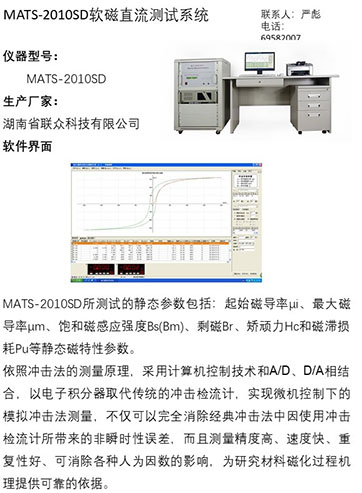 MATS-2010SD软磁直流测试系统
联系人：严彪
电话：
69582007
仪器型号：
MATS-2010SD
生产厂家：
湖南省联众科技有限公司
软件界面
MATS-2010SD所测试的静态参数包括：起始磁导率μi、最大磁
导率μm、饱和磁感应强度Bs(Bm)、剩磁Br、矫顽力Hc和磁滞损
耗Pu等静态磁特性参数。
依照冲击法的测量原理，采用计算机控制技术和A/D、D/A相结
合，以电子积分器取代传统的冲击检流计，实现微机控制下的
模拟冲击法测量，不仅可以完全消除经典冲击法中因使用冲击
检流计所带来的非瞬时性误差，而且测量精度高、速度快、重
复性好、可消除各种人为因数的影响，为研究材料磁化过程机
理提供可靠的依据。